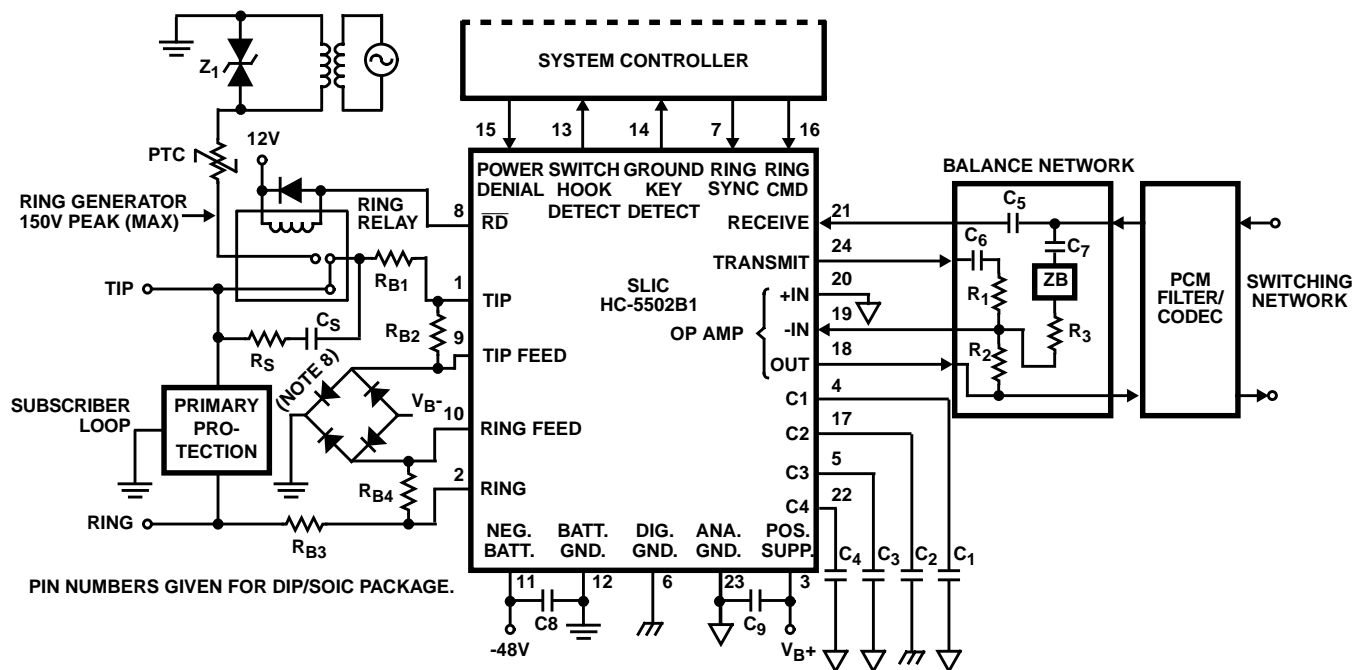 SYSTEM CONTROLLER
Z1
PTC
12V
RING GENERATOR
150V PEAK (MAX)
RING
RELAY
TIP
RB1
RB2
CS
RS
(NOTE 8)
VB-
SUBSCRIBER
LOOP
PRIMARY
PRO-
TECTION
RB4
RING
RB3
PIN NUMBERS GIVEN FOR DIP/SOIC PACKAGE.
15
13
14
7
16
POWER
DENIAL
SWITCH
HOOK
DETECT
GROUND
KEY
DETECT
RING
SYNC
RING
CMD
8
RD
1
TIP
9
TIP FEED
10
RING FEED
2
RING
SLIC
HC-5502B1
RECEIVE
21
TRANSMIT
24
+IN
20
OP AMP
-IN
19
OUT
18
C1
4
C2
17
C3
5
C4
22
NEG.
BATT.
BATT.
GND.
DIG.
GND.
ANA.
GND.
POS.
SUPP.
11
12
6
23
3
C8
-48V
C9
VB+
C4
C3
C2
C1
BALANCE NETWORK
C5
C6
C7
ZB
R1
R2
R3
PCM
FILTER/
CODEC
SWITCHING
NETWORK